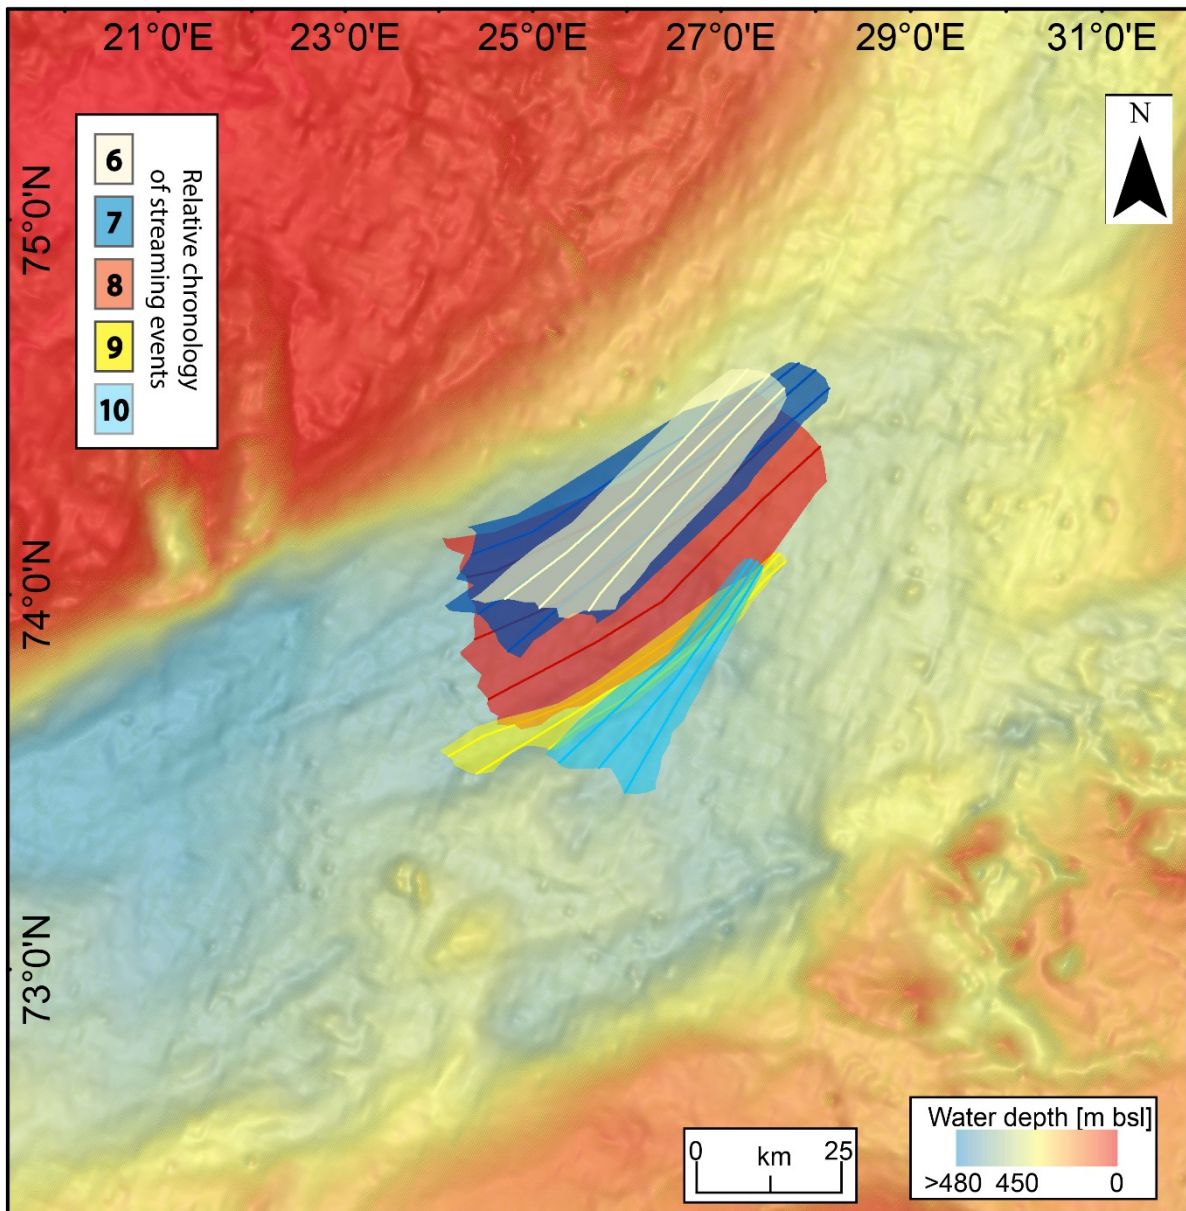 21°0'E 23°0'E 25°0'E 27°0'E 29°0'E 31°0'E
N
75°0'N
74°0'N
73°0'N
Relative chronology
of streaming events
6
7
8
9
10
0 km 25
Water depth [m bsl]
>480 450 0